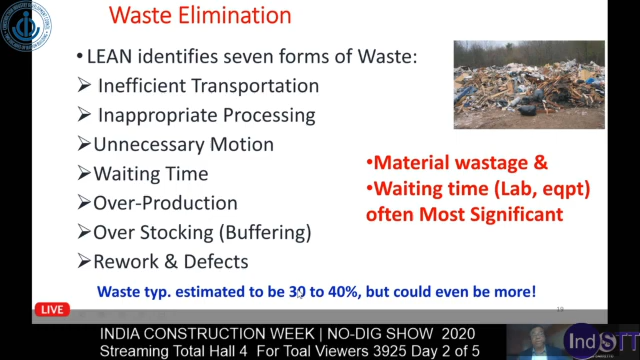 Waste Elimination
• LEAN identifies seven forms of Waste:
➢ Inefficient Transportation
➢ Inappropriate Processing
➢ Unnecessary Motion
➢ Waiting Time
➢ Over-Production
➢ Over Stocking (Buffering)
➢ Rework & Defects
•Material wastage &
•Waiting time (Lab, eqpt)
often Most Significant
Waste typ. estimated to be 30 to 40%, but could even be more!
LIVE
INDIA CONSTRUCTION WEEK | NO-DIG SHOW 2020
Streaming Total Hall 4 For Toal Viewers 3925 Day 2 of 5
IndSTT